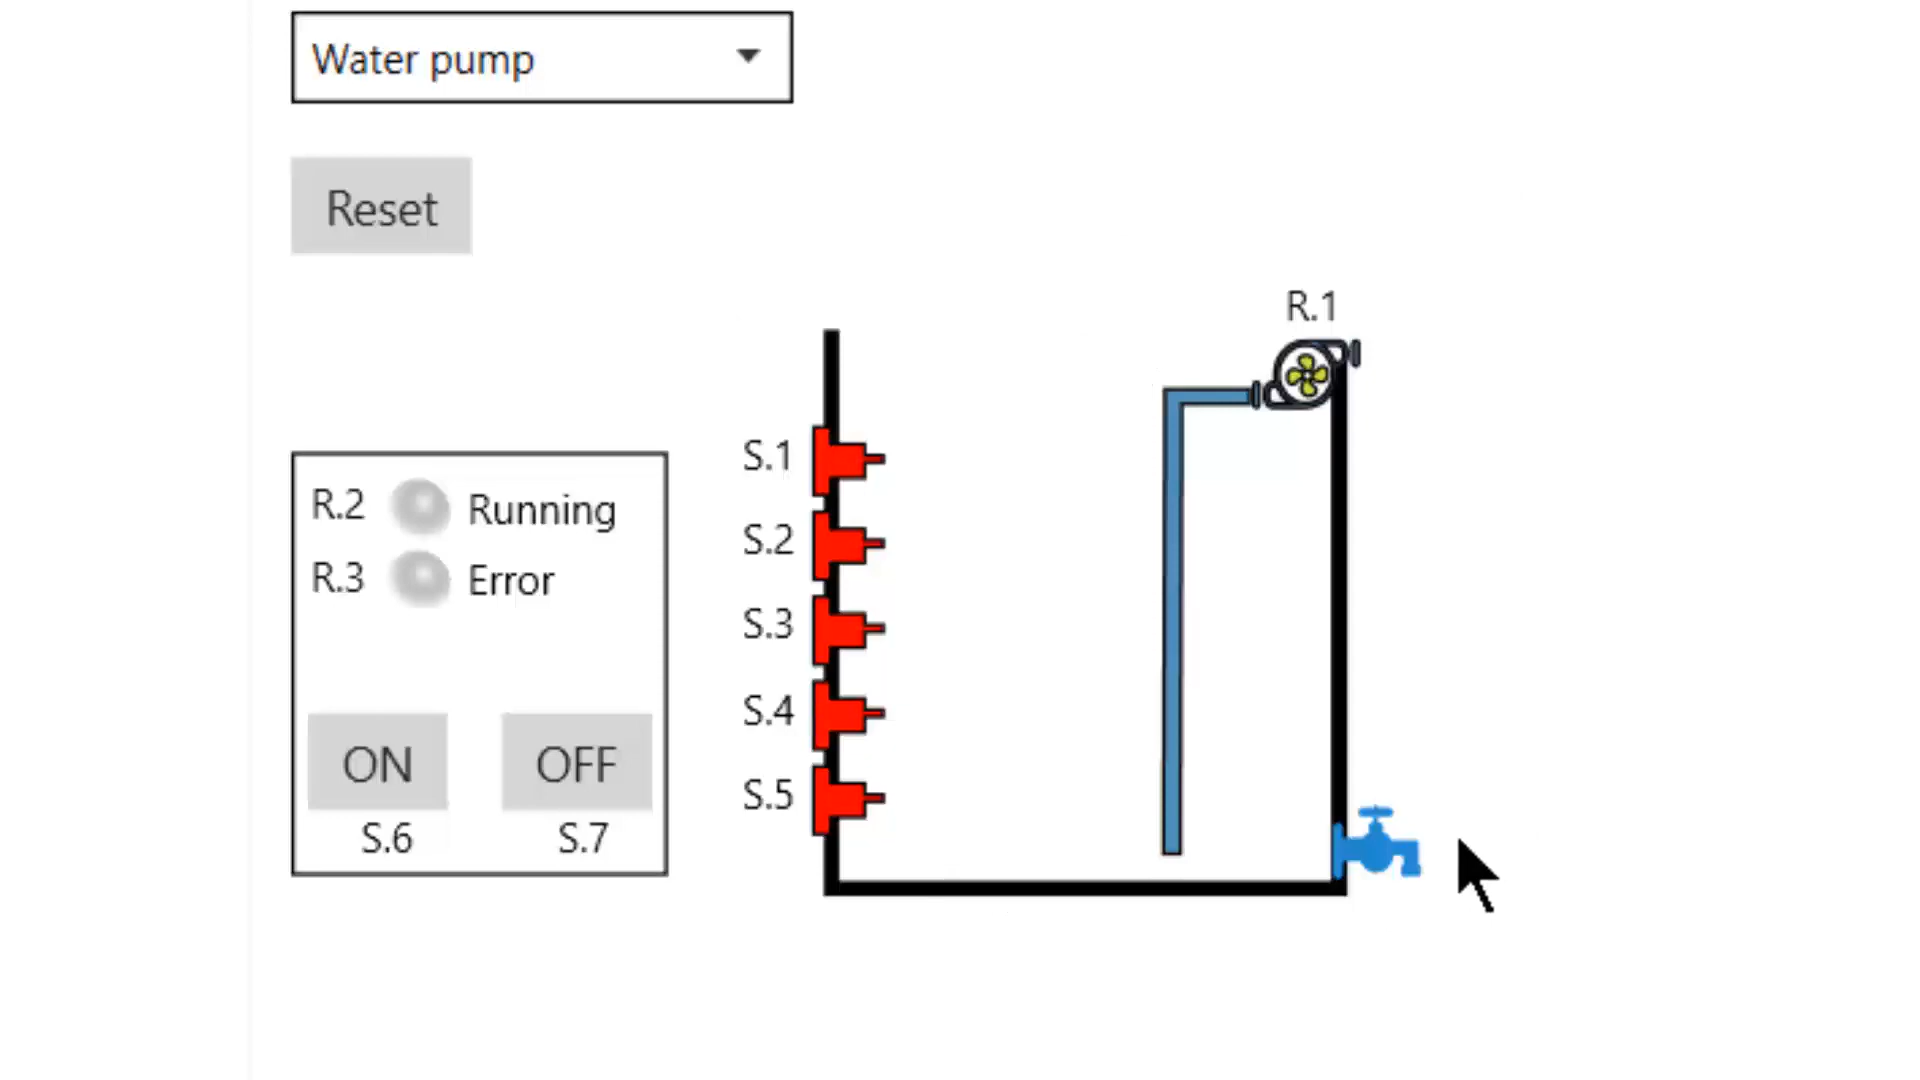 Water pump
Reset
R.1
S.1
R.2 Running
S.2
R.3 Error
S.3
S.4
ON OFF
S.5
S.6 S.7